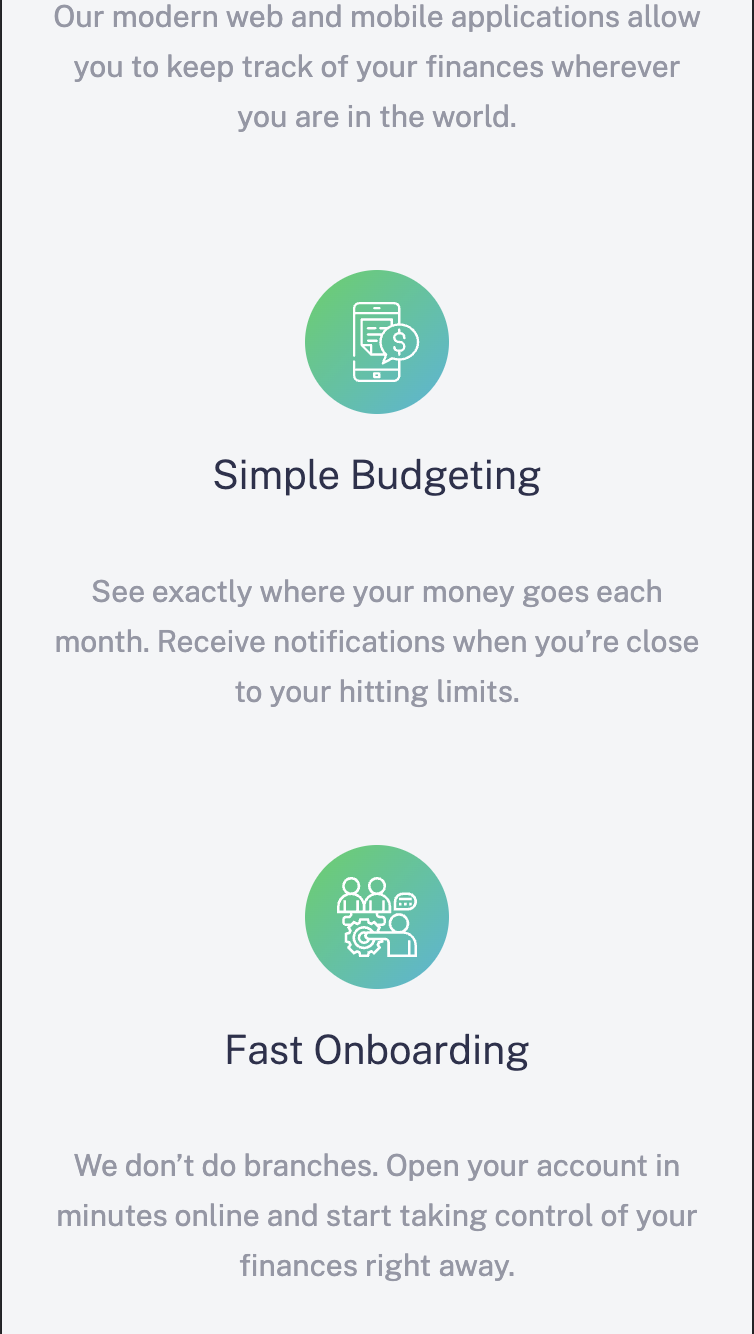 Our modern web and mobile applications allow
you to keep track of your finances wherever
you are in the world.
$
Simple Budgeting
See exactly where your money goes each
month. Receive notifications when you’re close
to your hitting limits.
Fast Onboarding
We don’t do branches. Open your account in
minutes online and start taking control of your
finances right away.